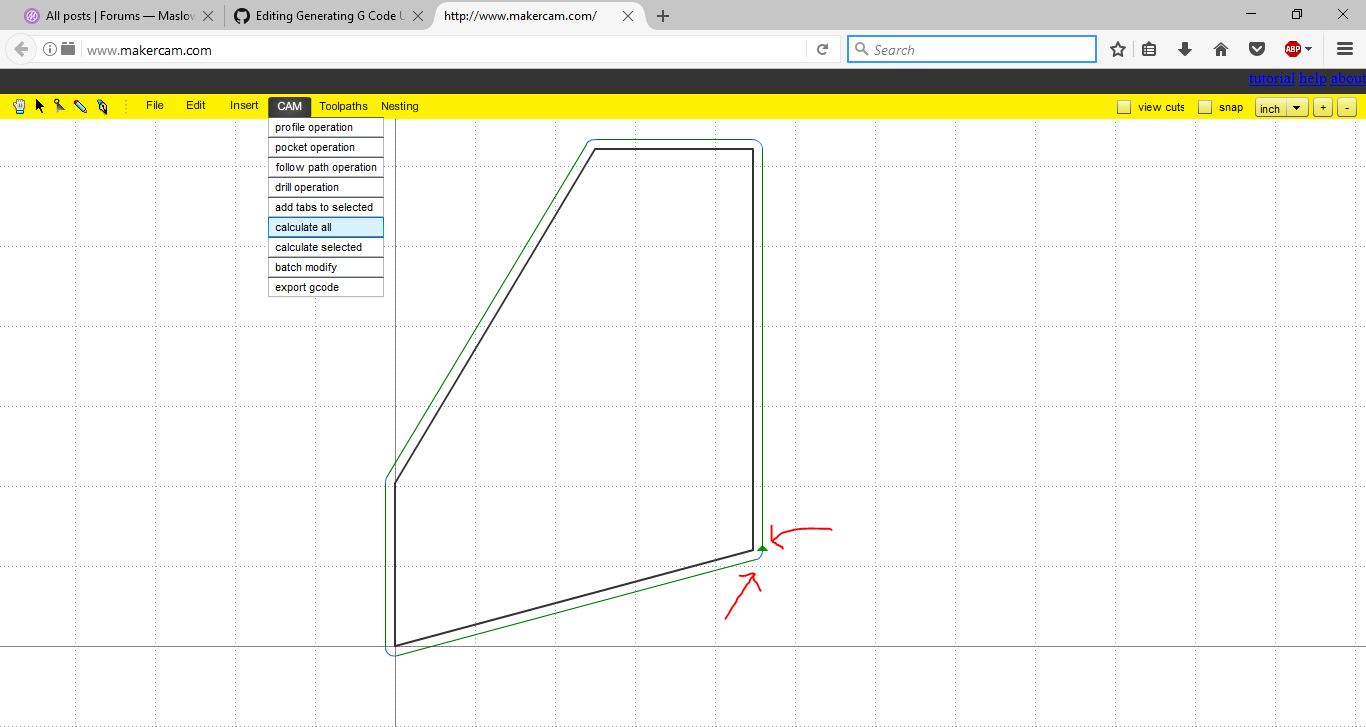 All posts | Forums — Maslow
Editing Generating G Code U
http://www.makercam.com/
www.makercam.com
Search
ABP
tutorial help about
File Edit Insert CAM Toolpaths Nesting
view cuts snap inch + -
profile operation
pocket operation
follow path operation
drill operation
add tabs to selected
calculate all
calculate selected
batch modify
export gcode